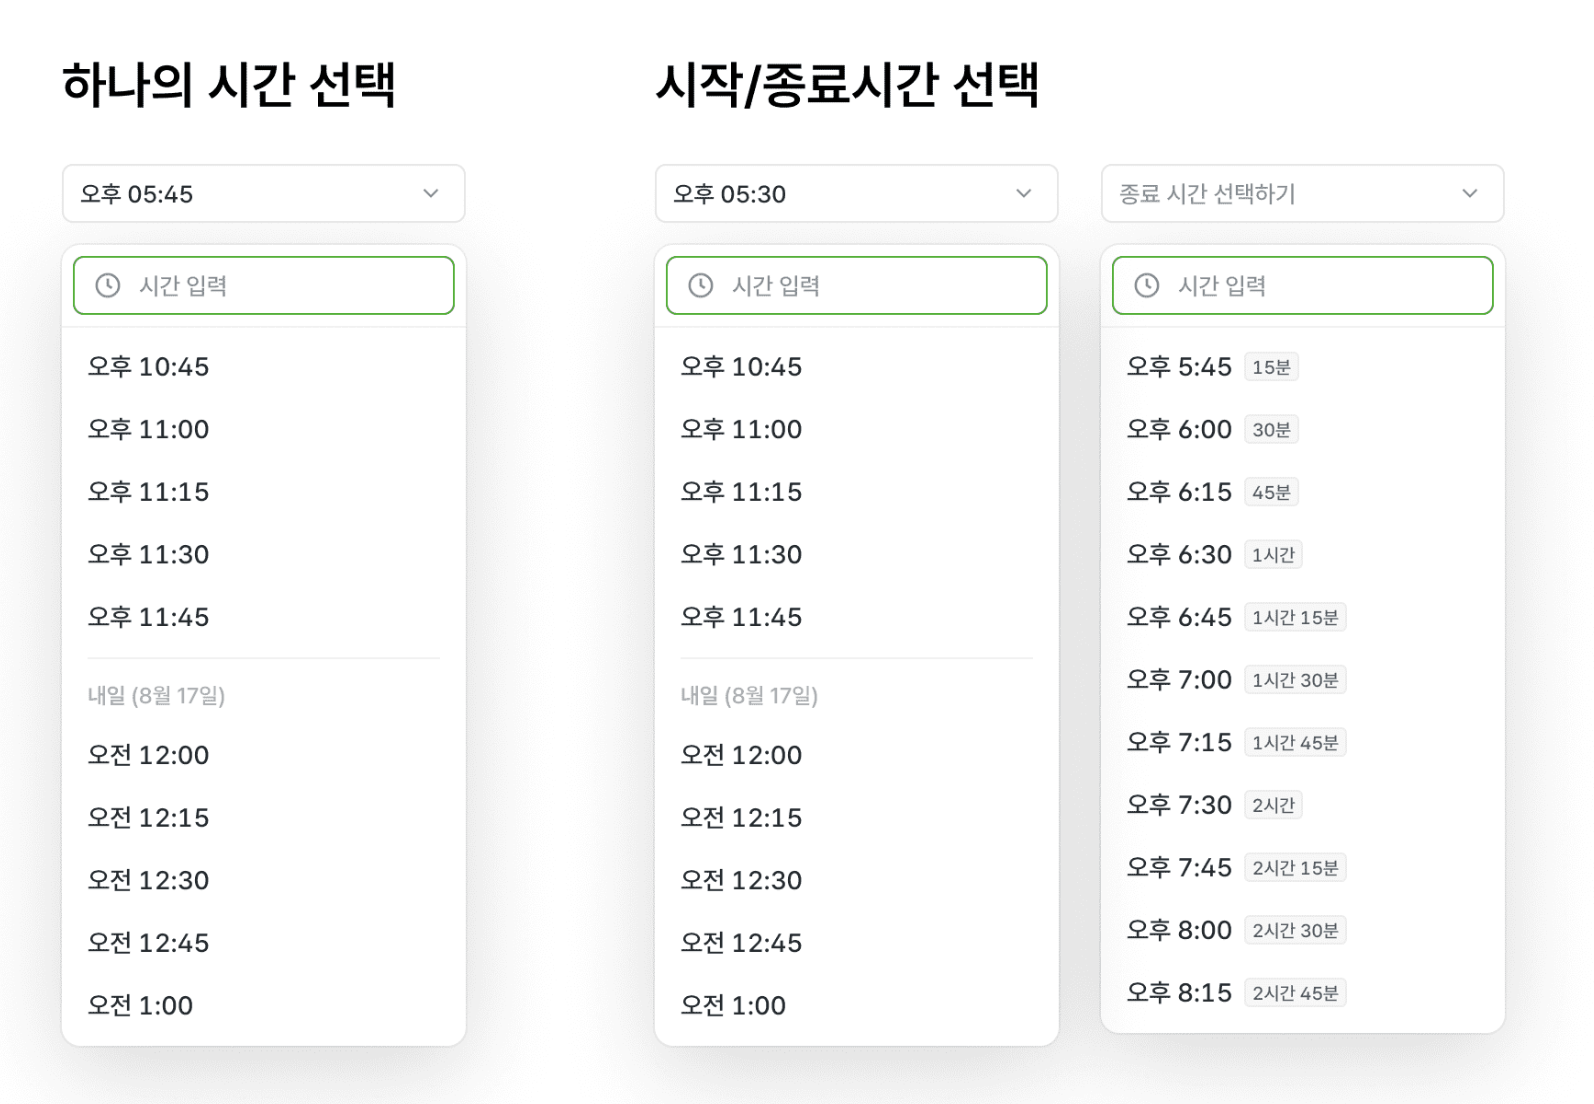 하나의 시간 선택
오후 05:45
시간 입력
오후 10:45
오후 11:00
오후 11:15
오후 11:30
오후 11:45
내일 (8월 17일)
오전 12:00
오전 12:15
오전 12:30
오전 12:45
오전 1:00
시작/종료시간 선택
오후 05:30
시간 입력
오후 10:45
오후 11:00
오후 11:15
오후 11:30
오후 11:45
내일 (8월 17일)
오전 12:00
오전 12:15
오전 12:30
오전 12:45
오전 1:00
종료 시간 선택하기
시간 입력
오후 5:45 15분
오후 6:00 30분
오후 6:15 45분
오후 6:30 1시간
오후 6:45 1시간 15분
오후 7:00 1시간 30분
오후 7:15 1시간 45분
오후 7:30 2시간
오후 7:45 2시간 15분
오후 8:00 2시간 30분
오후 8:15 2시간 45분